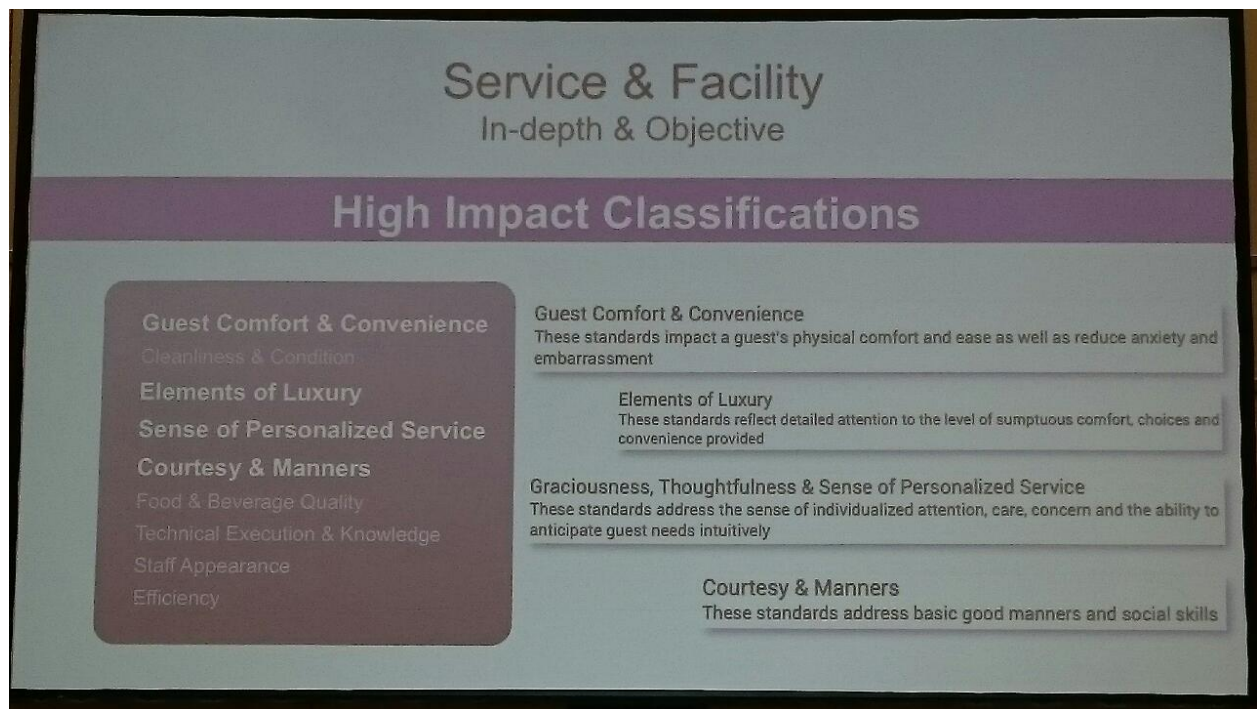 Service & Facility
In-depth & Objective
High Impact Classifications
Guest Comfort & Convenience
Cleanliness & Condition
Elements of Luxury
Sense of Personalized Service
Courtesy & Manners
Food & Beverage Quality
Technical Execution & Knowledge
Staff Appearance
Efficiency
Guest Comfort & Convenience
These standards impact a guest's physical comfort and ease as well as reduce anxiety and
embarrassment
Elements of Luxury
These standards reflect detailed attention to the level of sumptuous comfort, choices and
convenience provided
Graciousness, Thoughtfulness & Sense of Personalized Service
These standards address the sense of individualized attention, care, concern and the ability to
anticipate guest needs intuitively
Courtesy & Manners
These standards address basic good manners and social skills